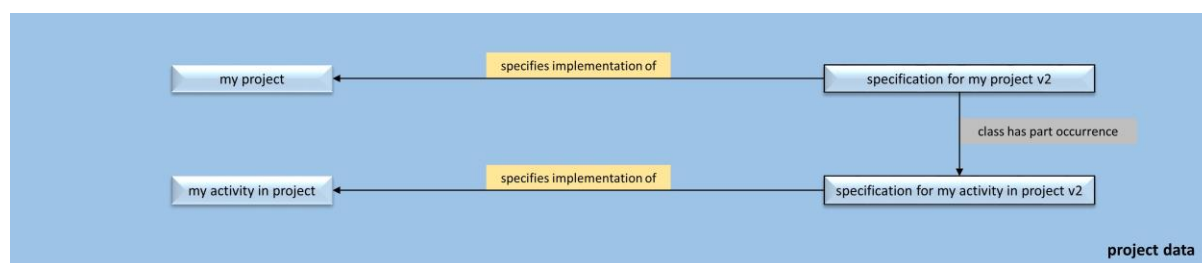 specifies implementation of
my project
specification for my project v2
class has part occurrence
specifies implementation of
my activity in project
specification for my activity in project v2
project data